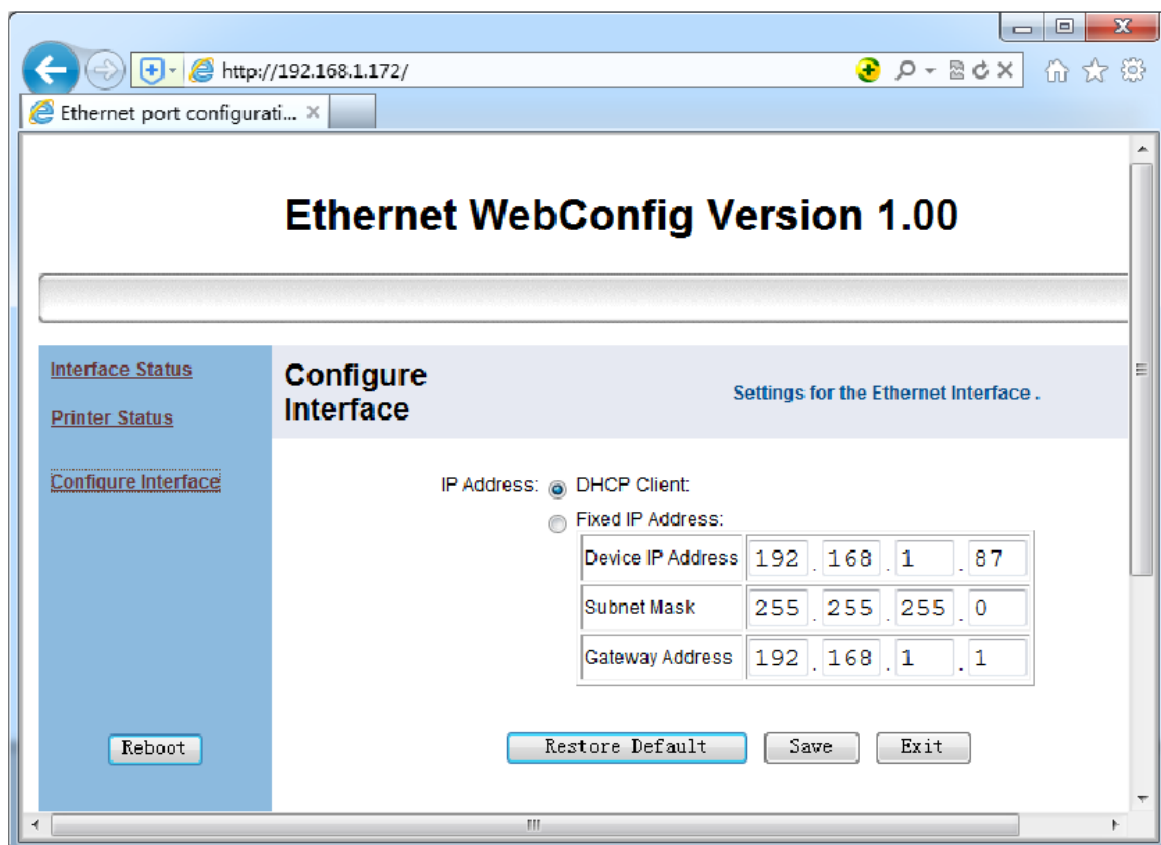 http://192.168.1.172/
Ethernet port configurati...
Ethernet WebConfig Version 1.00
Interface Status
Printer Status
Configure Interface
Configure
Interface
Settings for the Ethernet Interface .
IP Address: DHCP Client:
Fixed IP Address:
Device IP Address 192 . 168 . 1 . 87
Subnet Mask 255 . 255 . 255 . 0
Gateway Address 192 . 168 . 1 . 1
Reboot
Restore Default Save Exit